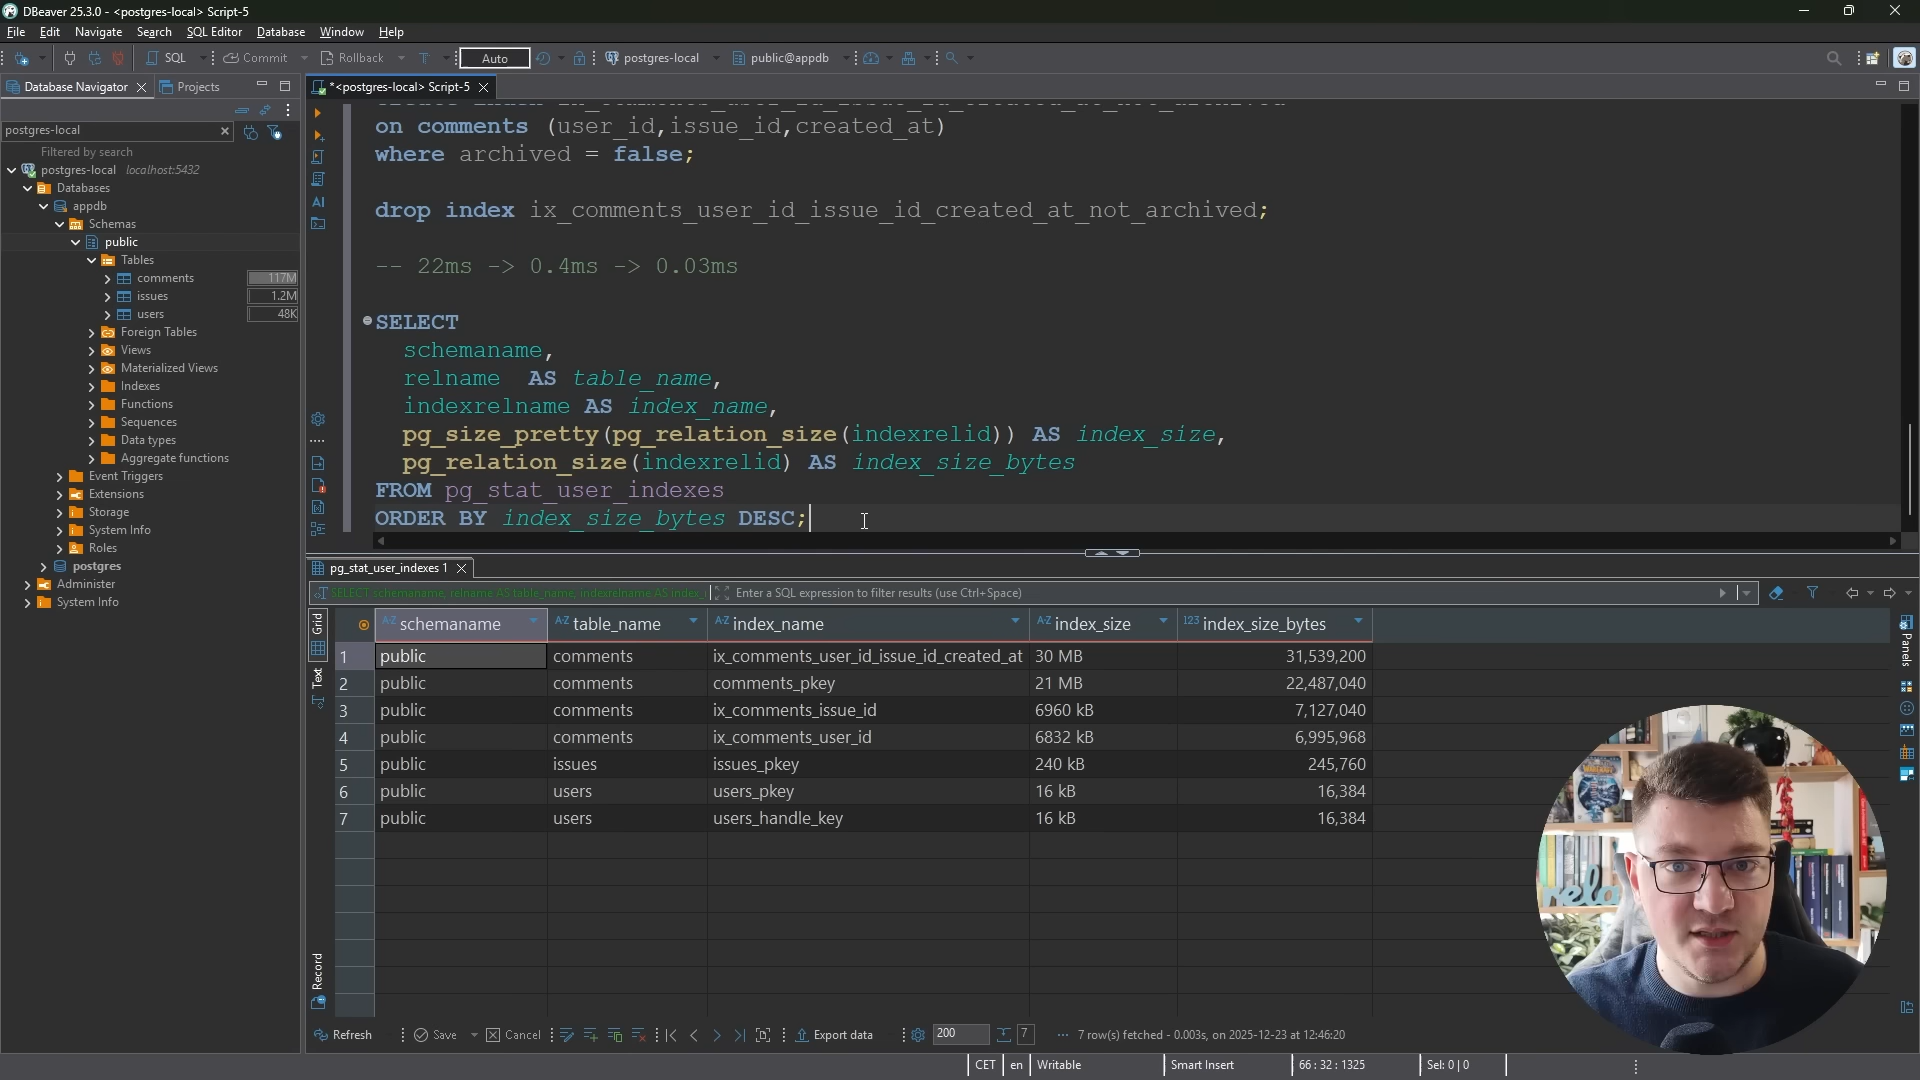 DBeaver 25.3.0 - <postgres-local> Script-5
File Edit Navigate Search SQL Editor Database Window Help
SQL Commit Rollback Auto postgres-local public@appdb
Database Navigator Projects
*<postgres-local> Script-5
postgres-local
Filtered by search
postgres-local localhost:5432
Databases
appdb
Schemas
public
Tables
comments 117M
issues 1.2M
users 48K
Foreign Tables
Views
Materialized Views
Indexes
Functions
Sequences
Data types
Aggregate functions
Event Triggers
Extensions
Storage
System Info
Roles
postgres
Administer
System Info
on comments (user_id,issue_id,created_at)
where archived = false;
drop index ix_comments_user_id_issue_id_created_at_not_archived;
-- 22ms -> 0.4ms -> 0.03ms
SELECT
schemaname,
relname AS table_name,
indexrelname AS index_name,
pg_size_pretty(pg_relation_size(indexrelid)) AS index_size,
pg_relation_size(indexrelid) AS index_size_bytes
FROM pg_stat_user_indexes
ORDER BY index_size_bytes DESC;
pg_stat_user_indexes 1
SELECT schemaname, relname AS table_name, indexrelname AS index_
Enter a SQL expression to filter results (use Ctrl+Space)
Grid
Text
Record
Panels
schemaname table_name index_name index_size index_size_bytes
1 public comments ix_comments_user_id_issue_id_created_at 30 MB 31,539,200
2 public comments comments_pkey 21 MB 22,487,040
3 public comments ix_comments_issue_id 6960 kB 7,127,040
4 public comments ix_comments_user_id 6832 kB 6,995,968
5 public issues issues_pkey 240 kB 245,760
6 public users users_pkey 16 kB 16,384
7 public users users_handle_key 16 kB 16,384
Refresh Save Cancel Export data 200 7 7 row(s) fetched - 0.003s, on 2025-12-23 at 12:46:20
CET en Writable Smart Insert 66 : 32 : 1325 Sel: 0 | 0